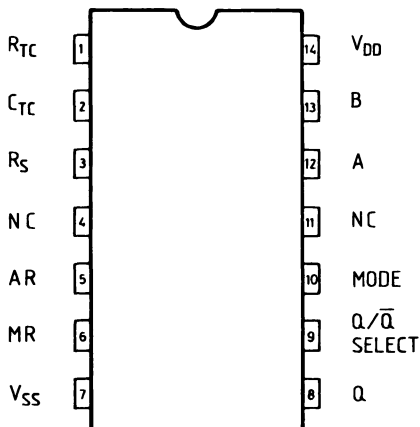 R_TC 1 14 V_DD
C_TC 2 13 B
R_S 3 12 A
NC 4 11 NC
AR 5 10 MODE
MR 6 9 Q/Q̅ SELECT
V_SS 7 8 Q